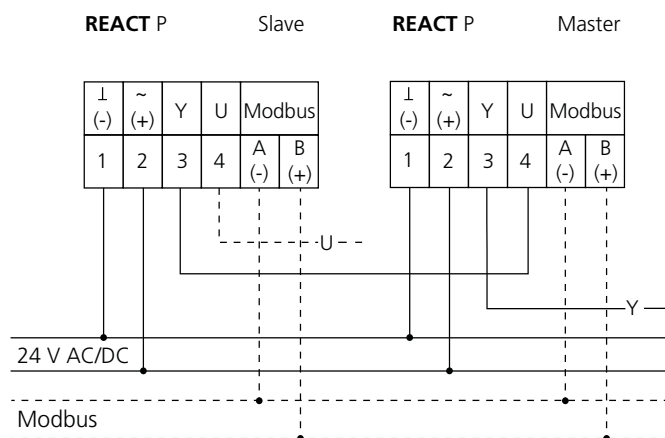 REACT P Slave REACT P Master
⊥ ~ Y U Modbus ⊥ ~ Y U Modbus
(-) (+) (-) (+)
1 2 3 4 A B 1 2 3 4 A B
(-) (+) (-) (+)
U
Y
24 V AC/DC
Modbus